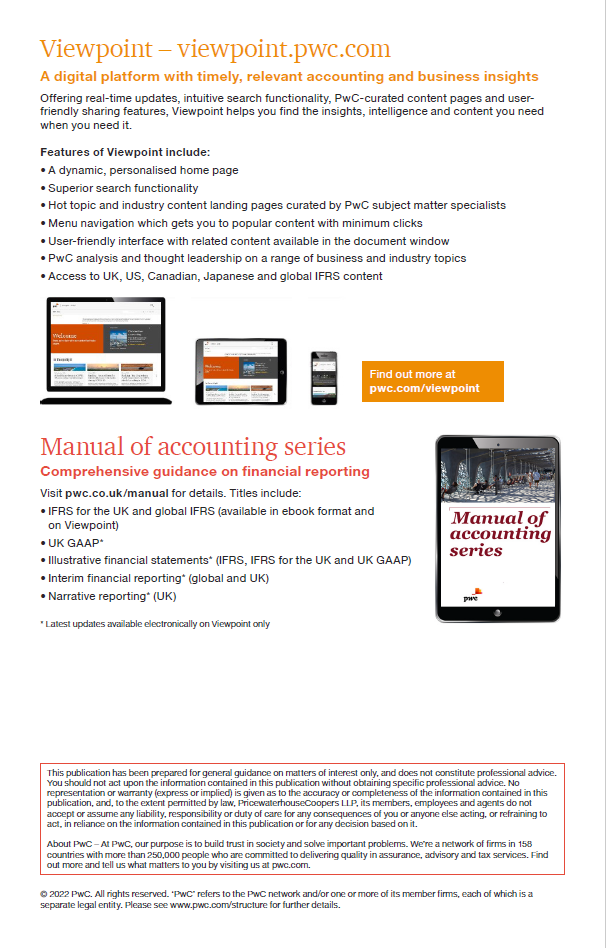 Viewpoint – viewpoint.pwc.com
A digital platform with timely, relevant accounting and business insights
Offering real-time updates, intuitive search functionality, PwC-curated content pages and user-
friendly sharing features, Viewpoint helps you find the insights, intelligence and content you need
when you need it.
Features of Viewpoint include:
• A dynamic, personalised home page
• Superior search functionality
• Hot topic and industry content landing pages curated by PwC subject matter specialists
• Menu navigation which gets you to popular content with minimum clicks
• User-friendly interface with related content available in the document window
• PwC analysis and thought leadership on a range of business and industry topics
• Access to UK, US, Canadian, Japanese and global IFRS content
Welcome
Find out more at
pwc.com/viewpoint
Manual of accounting series
Comprehensive guidance on financial reporting
Visit pwc.co.uk/manual for details. Titles include:
• IFRS for the UK and global IFRS (available in ebook format and
on Viewpoint)
• UK GAAP*
• Illustrative financial statements* (IFRS, IFRS for the UK and UK GAAP)
• Interim financial reporting* (global and UK)
• Narrative reporting* (UK)
* Latest updates available electronically on Viewpoint only
Manual of
accounting
series
pwc
This publication has been prepared for general guidance on matters of interest only, and does not constitute professional advice.
You should not act upon the information contained in this publication without obtaining specific professional advice. No
representation or warranty (express or implied) is given as to the accuracy or completeness of the information contained in this
publication, and, to the extent permitted by law, PricewaterhouseCoopers LLP, its members, employees and agents do not
accept or assume any liability, responsibility or duty of care for any consequences of you or anyone else acting, or refraining to
act, in reliance on the information contained in this publication or for any decision based on it.
About PwC – At PwC, our purpose is to build trust in society and solve important problems. We're a network of firms in 158
countries with more than 250,000 people who are committed to delivering quality in assurance, advisory and tax services. Find
out more and tell us what matters to you by visiting us at pwc.com.
© 2022 PwC. All rights reserved. 'PwC' refers to the PwC network and/or one or more of its member firms, each of which is a
separate legal entity. Please see www.pwc.com/structure for further details.